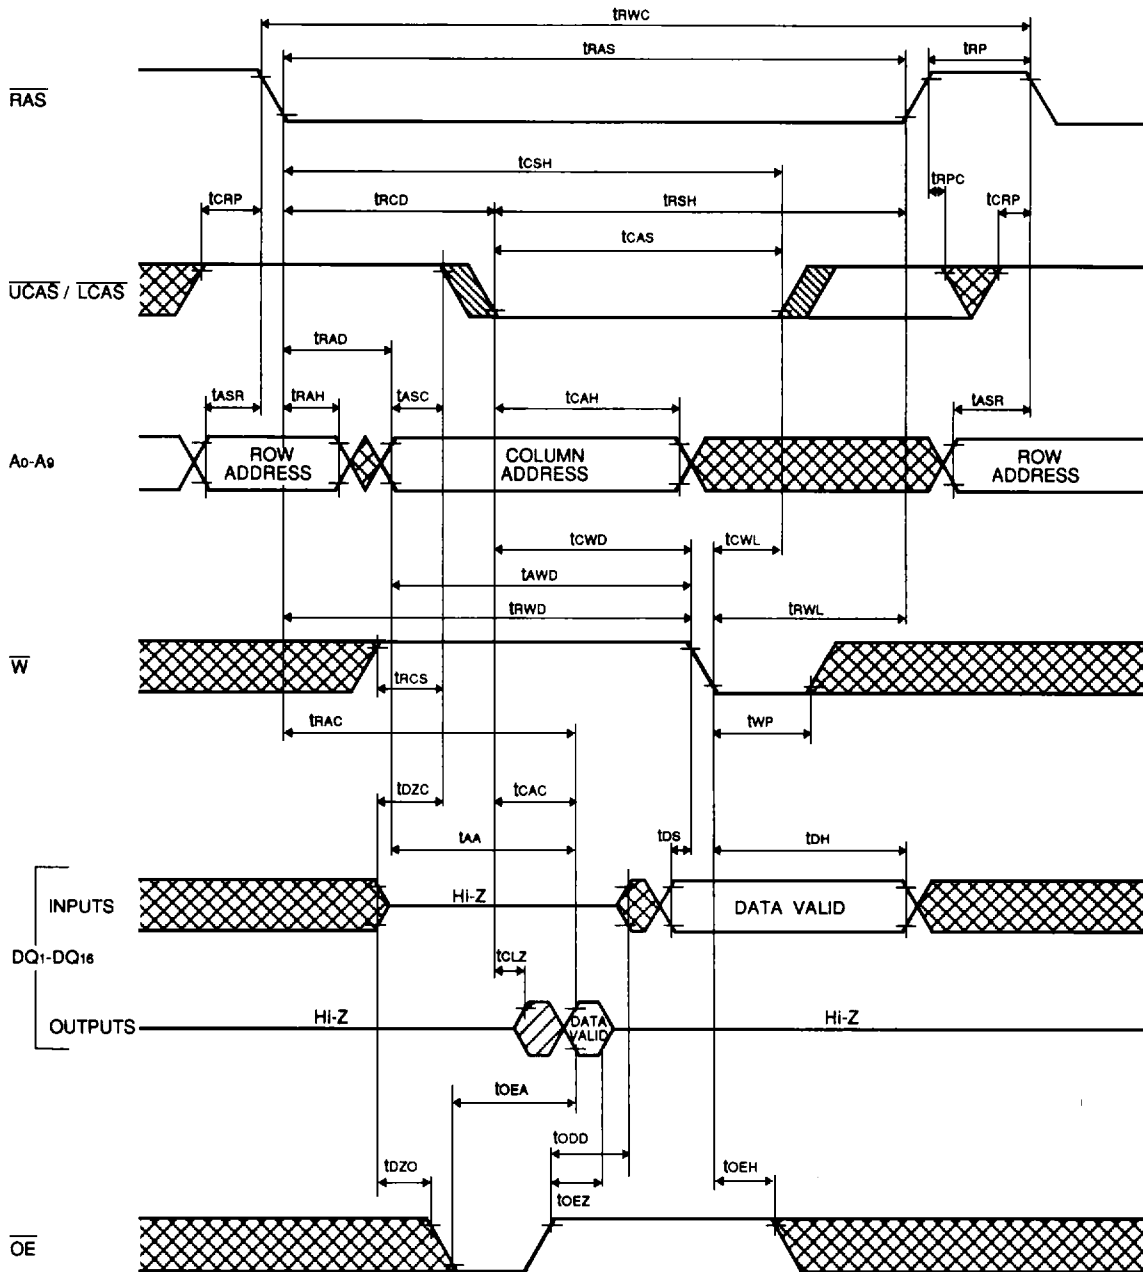 tRWC
tRAS
tRP
RAS
tCSH
tRPC
tCRP
tRCD
tRSH
tCRP
tCAS
UCAS / LCAS
tRAD
tASR
tRAH
tASC
tCAH
tASR
A0-A9
ROW ADDRESS
COLUMN ADDRESS
ROW ADDRESS
tCWD
tCWL
tAWD
tRWD
tRWL
W
tRCS
tRAC
tWP
tDZC
tCAC
tAA
tDS
tDH
INPUTS
Hi-Z
DATA VALID
DQ1-DQ16
tCLZ
OUTPUTS
Hi-Z
DATA VALID
Hi-Z
tOEA
tODD
tDZO
tOEZ
tOEH
OE